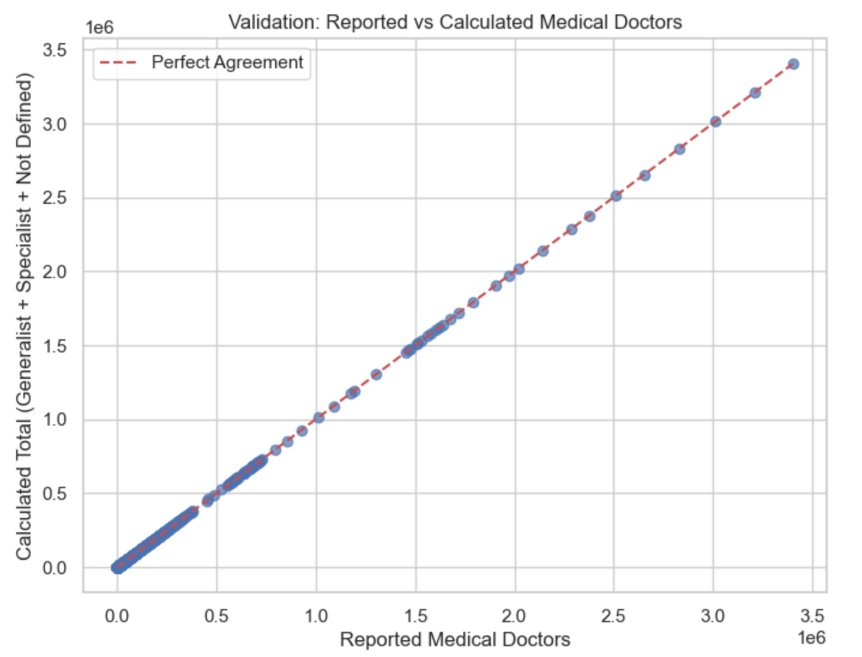 Validation: Reported vs Calculated Medical Doctors
1e6
3.5
3.0
2.5
2.0
1.5
1.0
0.5
0.0
Perfect Agreement
Calculated Total (Generalist + Specialist + Not Defined)
0.0 0.5 1.0 1.5 2.0 2.5 3.0 3.5
Reported Medical Doctors
1e6